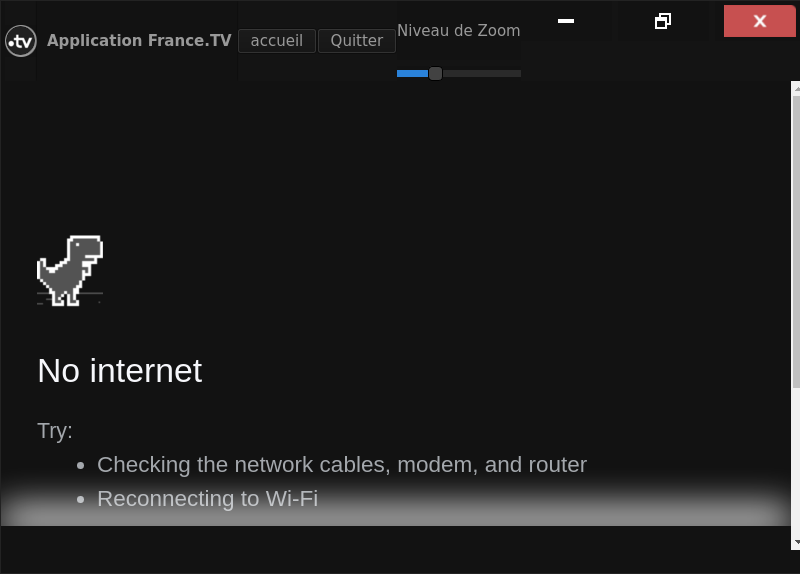 .tv Application France.TV accueil Quitter Niveau de Zoom X
No internet
Try:
• Checking the network cables, modem, and router
• Reconnecting to Wi-Fi